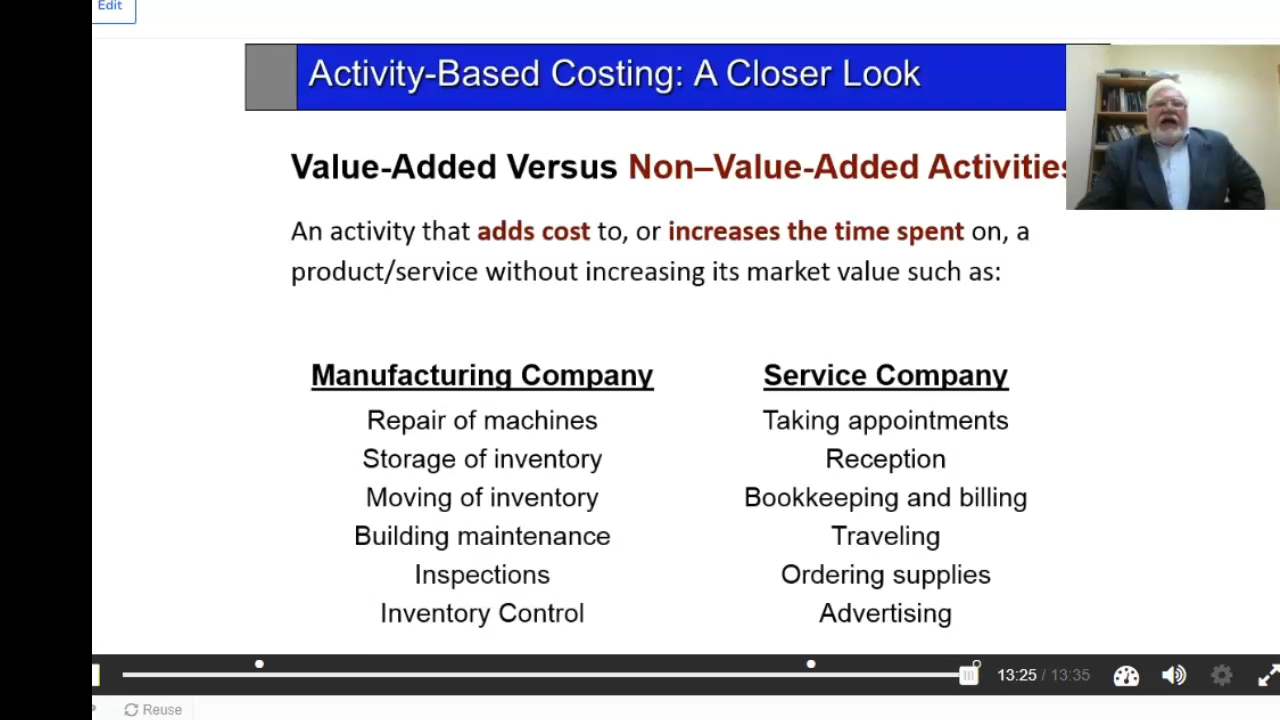 Edit
Activity-Based Costing: A Closer Look
Value-Added Versus Non–Value-Added Activities
An activity that adds cost to, or increases the time spent on, a
product/service without increasing its market value such as:
Manufacturing Company
Repair of machines
Storage of inventory
Moving of inventory
Building maintenance
Inspections
Inventory Control
Service Company
Taking appointments
Reception
Bookkeeping and billing
Traveling
Ordering supplies
Advertising
13:25 / 13:35
Reuse